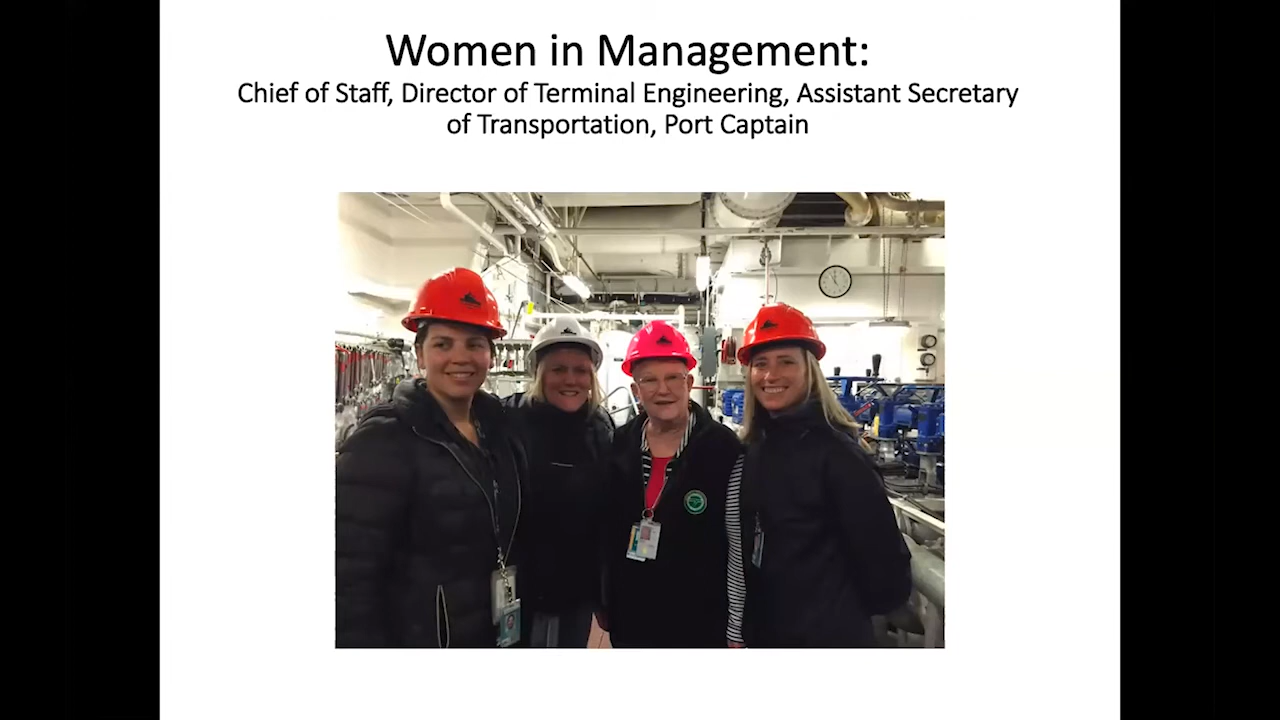 Women in Management:
Chief of Staff, Director of Terminal Engineering, Assistant Secretary
of Transportation, Port Captain